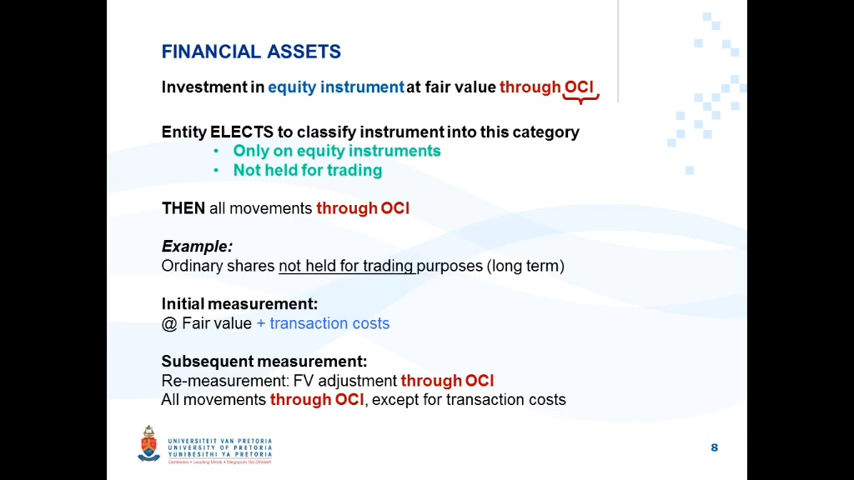 FINANCIAL ASSETS
Investment in equity instrument at fair value through OCI
Entity ELECTS to classify instrument into this category
• Only on equity instruments
• Not held for trading
THEN all movements through OCI
Example:
Ordinary shares not held for trading purposes (long term)
Initial measurement:
@ Fair value + transaction costs
Subsequent measurement:
Re-measurement: FV adjustment through OCI
All movements through OCI, except for transaction costs
UNIVERSITEIT VAN PRETORIA
UNIVERSITY OF PRETORIA
YUNIBESITHI YA PRETORIA
8